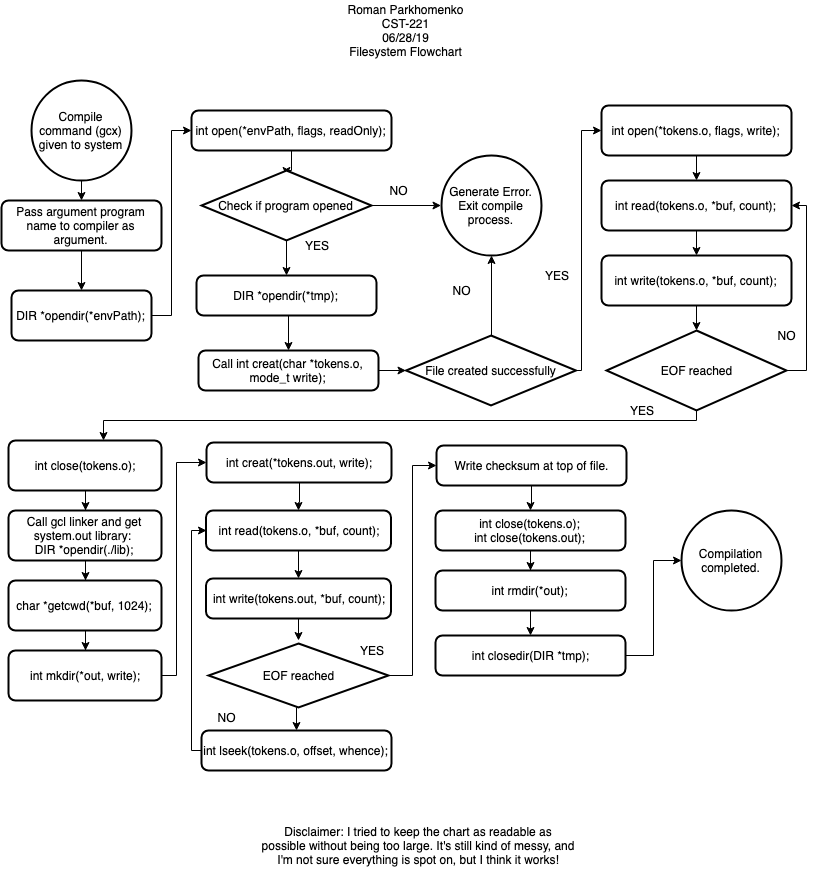 Roman Parkhomenko
CST-221
06/28/19
Filesystem Flowchart
Compile
command (gcx)
given to system
Pass argument program
name to compiler as
argument.
DIR *opendir(*envPath);
int open(*envPath, flags, readOnly);
Check if program opened
NO
YES
Generate Error.
Exit compile
process.
DIR *opendir(*tmp);
Call int creat(char *tokens.o,
mode_t write);
File created successfully
NO
YES
int open(*tokens.o, flags, write);
int read(tokens.o, *buf, count);
int write(tokens.o, *buf, count);
EOF reached
NO
YES
int close(tokens.o);
Call gcl linker and get
system.out library:
DIR *opendir(./lib);
char *getcwd(*buf, 1024);
int mkdir(*out, write);
int creat(*tokens.out, write);
int read(tokens.o, *buf, count);
int write(tokens.out, *buf, count);
EOF reached
YES
NO
int lseek(tokens.o, offset, whence);
Write checksum at top of file.
int close(tokens.o);
int close(tokens.out);
int rmdir(*out);
int closedir(DIR *tmp);
Compilation
completed.
Disclaimer: I tried to keep the chart as readable as
possible without being too large. It's still kind of messy, and
I'm not sure everything is spot on, but I think it works!